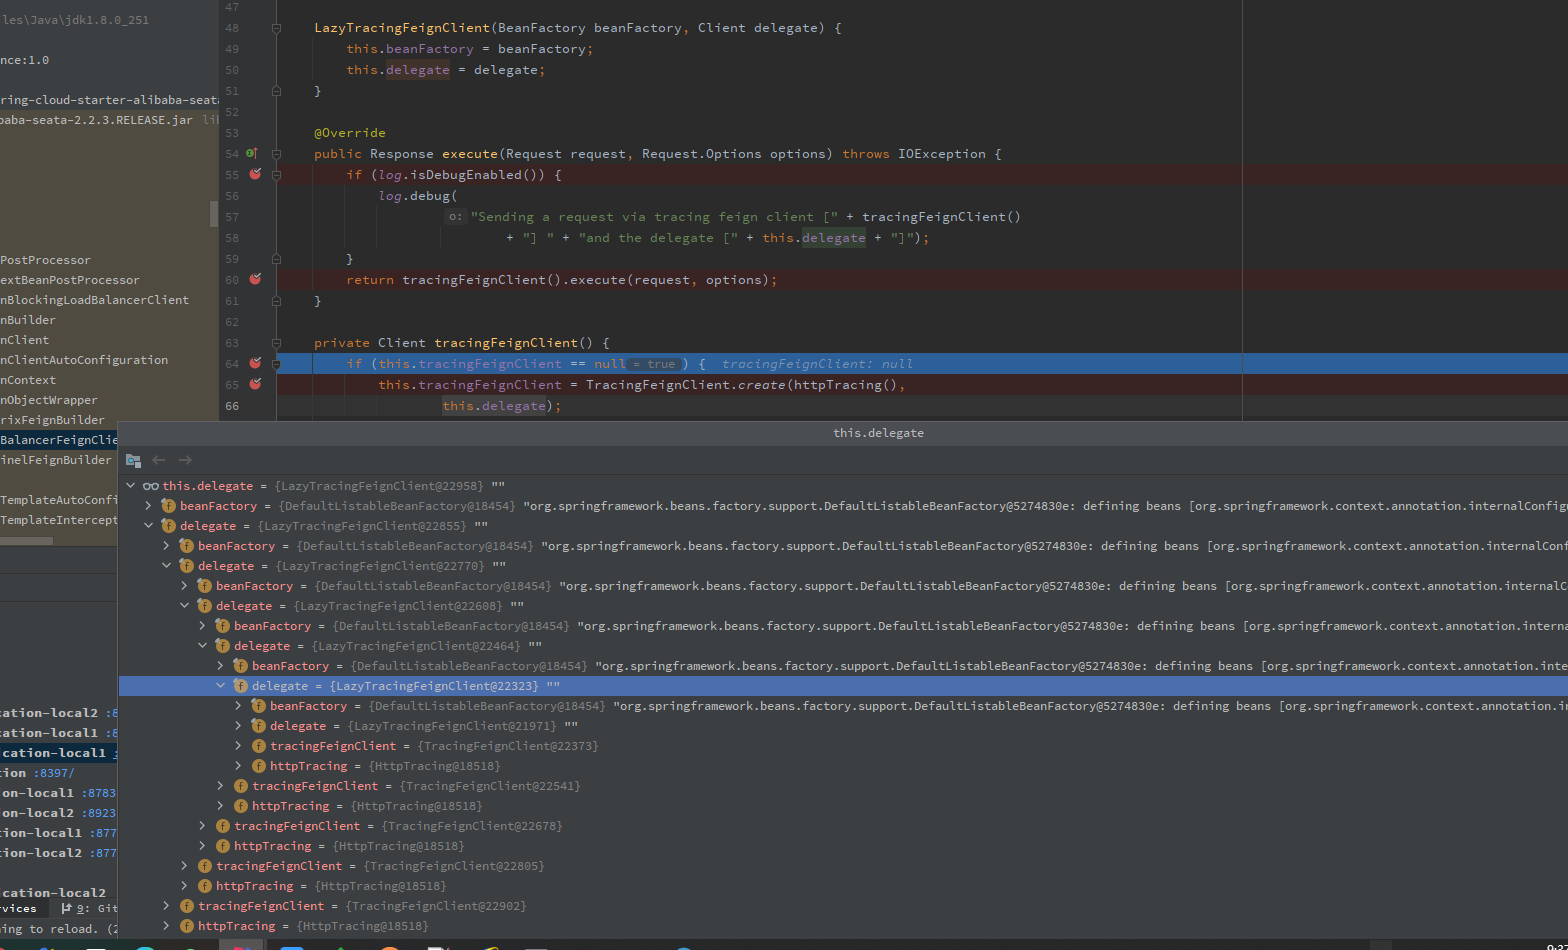 iles\Java\jdk1.8.0_251
nce:1.0
ring-cloud-starter-alibaba-seata
baba-seata-2.2.3.RELEASE.jar lib
PostProcessor
extBeanPostProcessor
nBlockingLoadBalancerClient
nBuilder
nClient
nClientAutoConfiguration
nContext
nObjectWrapper
rixFeignBuilder
BalancerFeignClie
inelFeignBuilder
TemplateAutoConfi
TemplateIntercept
47
48 LazyTracingFeignClient(BeanFactory beanFactory, Client delegate) {
49 this.beanFactory = beanFactory;
50 this.delegate = delegate;
51 }
52
53 @Override
54 public Response execute(Request request, Request.Options options) throws IOException {
55 if (log.isDebugEnabled()) {
56 log.debug(
57 o: "Sending a request via tracing feign client [" + tracingFeignClient()
58 + "] " + "and the delegate [" + this.delegate + "]");
59 }
60 return tracingFeignClient().execute(request, options);
61 }
62
63 private Client tracingFeignClient() {
64 if (this.tracingFeignClient == null = true ) { tracingFeignClient: null
65 this.tracingFeignClient = TracingFeignClient.create(httpTracing(),
66 this.delegate);
this.delegate
this.delegate = {LazyTracingFeignClient@22958} ""
beanFactory = {DefaultListableBeanFactory@18454} "org.springframework.beans.factory.support.DefaultListableBeanFactory@5274830e: defining beans [org.springframework.context.annotation.internalConfigu
delegate = {LazyTracingFeignClient@22855} ""
beanFactory = {DefaultListableBeanFactory@18454} "org.springframework.beans.factory.support.DefaultListableBeanFactory@5274830e: defining beans [org.springframework.context.annotation.internalConf
delegate = {LazyTracingFeignClient@22770} ""
beanFactory = {DefaultListableBeanFactory@18454} "org.springframework.beans.factory.support.DefaultListableBeanFactory@5274830e: defining beans [org.springframework.context.annotation.internalC
delegate = {LazyTracingFeignClient@22608} ""
beanFactory = {DefaultListableBeanFactory@18454} "org.springframework.beans.factory.support.DefaultListableBeanFactory@5274830e: defining beans [org.springframework.context.annotation.interna
delegate = {LazyTracingFeignClient@22464} ""
beanFactory = {DefaultListableBeanFactory@18454} "org.springframework.beans.factory.support.DefaultListableBeanFactory@5274830e: defining beans [org.springframework.context.annotation.inte
delegate = {LazyTracingFeignClient@22323} ""
beanFactory = {DefaultListableBeanFactory@18454} "org.springframework.beans.factory.support.DefaultListableBeanFactory@5274830e: defining beans [org.springframework.context.annotation.in
delegate = {LazyTracingFeignClient@21971} ""
tracingFeignClient = {TracingFeignClient@22373}
httpTracing = {HttpTracing@18518}
tracingFeignClient = {TracingFeignClient@22541}
httpTracing = {HttpTracing@18518}
tracingFeignClient = {TracingFeignClient@22678}
httpTracing = {HttpTracing@18518}
tracingFeignClient = {TracingFeignClient@22805}
httpTracing = {HttpTracing@18518}
tracingFeignClient = {TracingFeignClient@22902}
httpTracing = {HttpTracing@18518}
cation-local2 :8
cation-local1 :8
cation-local1 :
tion :8397/
on-local1 :8783
on-local2 :8923
tion-local1 :877
tion-local2 :877
cation-local2
rvices 9: Git
ing to reload. (2